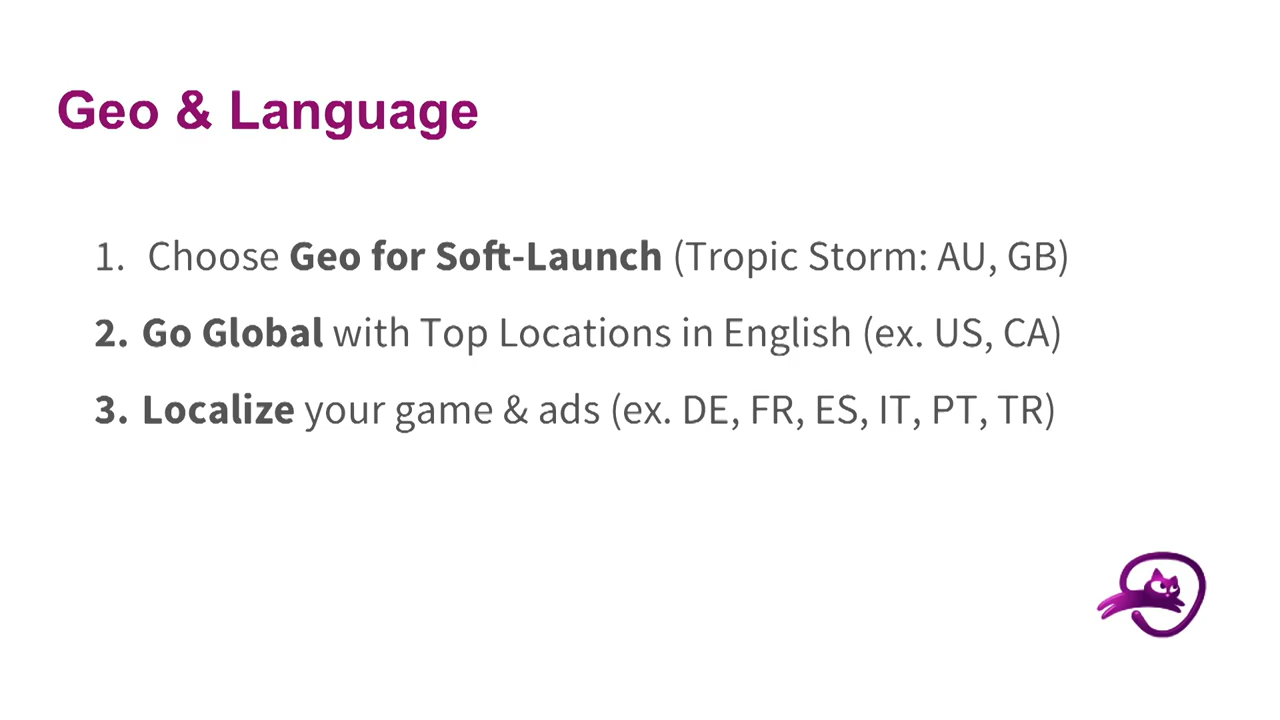 Geo & Language
1. Choose Geo for Soft-Launch (Tropic Storm: AU, GB)
2. Go Global with Top Locations in English (ex. US, CA)
3. Localize your game & ads (ex. DE, FR, ES, IT, PT, TR)